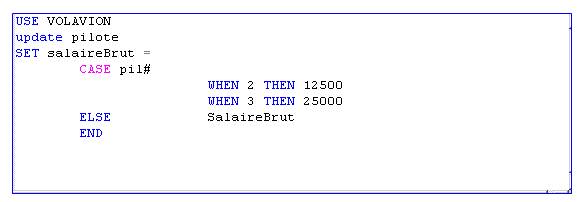 USE VOLAVION
update pilote
SET salaireBrut =
CASE pil#
WHEN 2 THEN 12500
WHEN 3 THEN 25000
ELSE SalaireBrut
END